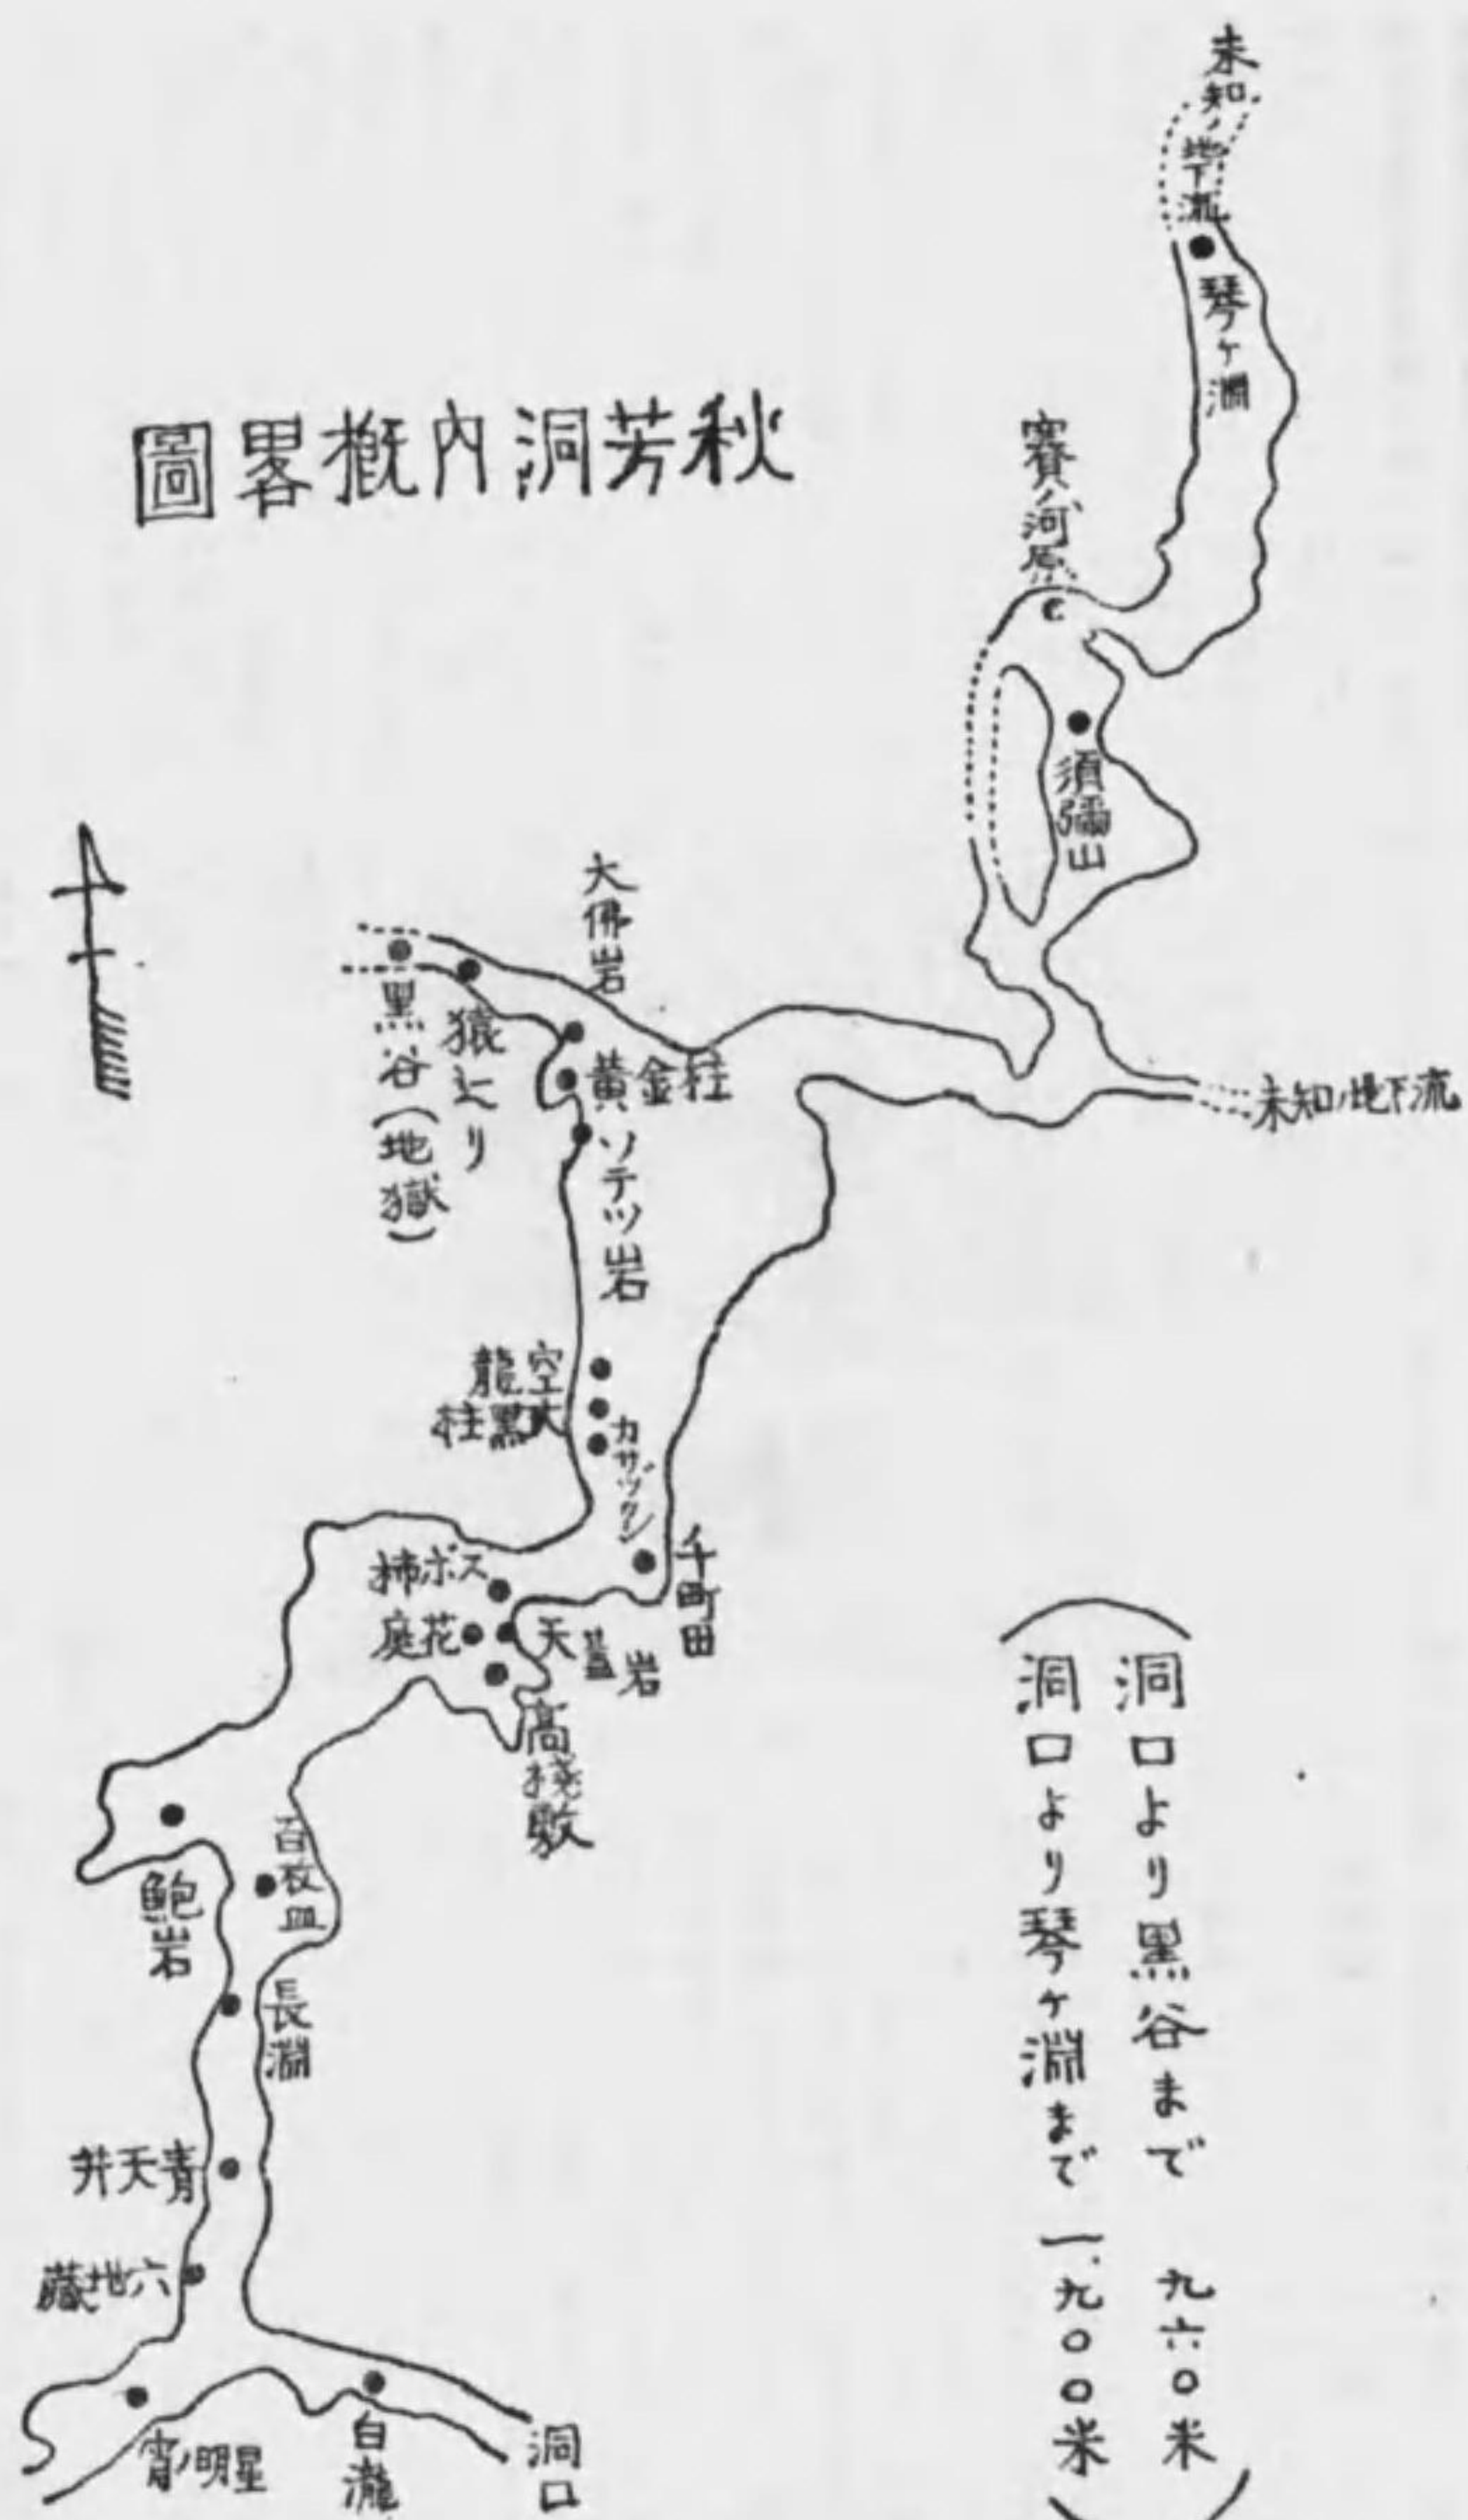 秋芳洞内概畧圖
未知ノ地下流
琴ヶ淵
賽ノ河原
須彌山
未知ノ地下流
大佛岩
黄金柱
猿すべり
黒谷(地獄)
ソテツ岩
空龍
大黒柱
カサヅクシ
千町田
スボ柿
花庭
天蓋岩
高棧敷
百枚皿
鮑岩
長淵
青天井
六地藏
宵ノ明星
白瀧
洞口
(洞口より黒谷まで 九六〇米
洞口より琴ヶ淵まで 一、九〇〇米)